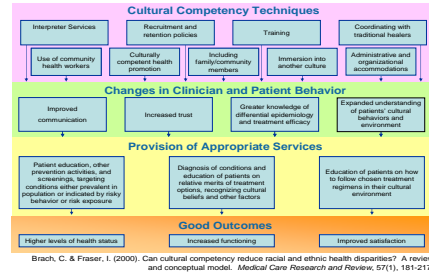 Cultural Competency Techniques
Interpreter Services
Recruitment and
retention policies
Training
Coordinating with
traditional healers
Use of community
health workers
Culturally
competent health
promotion
Including
family/community
members
Immersion into
another culture
Administrative and
organizational
accommodations
Changes in Clinician and Patient Behavior
Improved
communication
Increased trust
Greater knowledge of
differential epidemiology
and treatment efficacy
Expanded understanding
of patients' cultural
behaviors and
environment
Provision of Appropriate Services
Patient education, other
prevention activities, and
screenings, targeting
conditions either prevalent in
population or indicated by risky
behavior or risk exposure
Diagnosis of conditions and
education of patients on
relative merits of treatment
options, recognizing cultural
beliefs and other factors
Education of patients on how
to follow chosen treatment
regimens in their cultural
environment
Good Outcomes
Higher levels of health status
Increased functioning
Improved satisfaction
Brach, C. & Fraser, I. (2000). Can cultural competency reduce racial and ethnic health disparities? A review
and conceptual model. Medical Care Research and Review, 57(1), 181-217